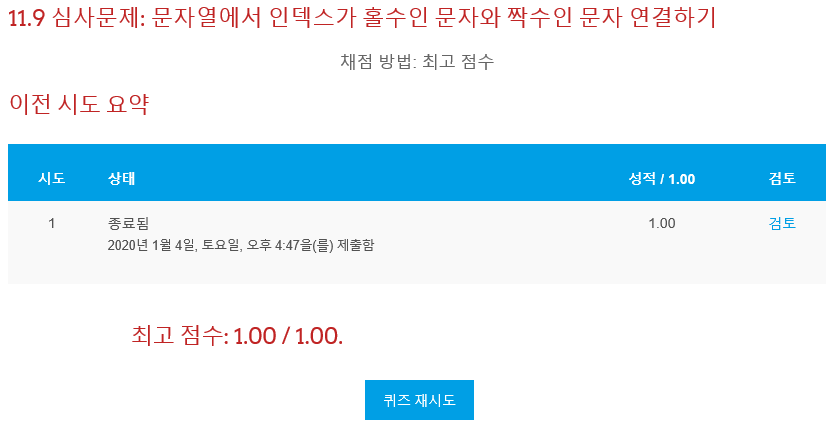 11.9 심사문제: 문자열에서 인덱스가 홀수인 문자와 짝수인 문자 연결하기
채점 방법: 최고 점수
이전 시도 요약
시도 상태 성적 / 1.00 검토
1 종료됨 1.00 검토
2020년 1월 4일, 토요일, 오후 4:47을(를) 제출함
최고 점수: 1.00 / 1.00.
퀴즈 재시도